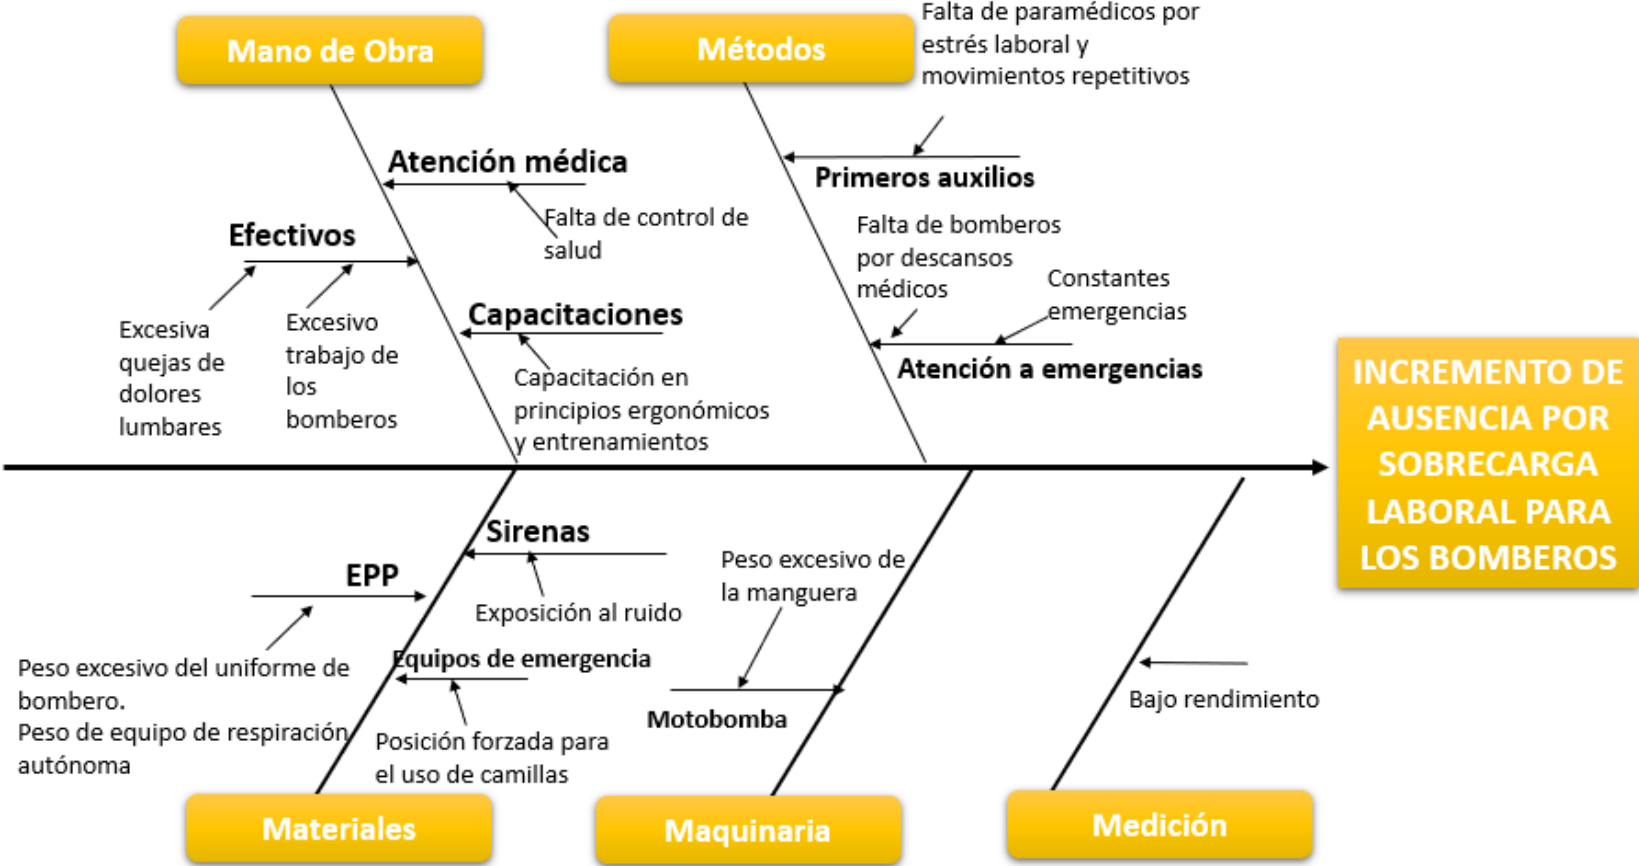 Mano de Obra
Métodos
Falta de paramédicos por
estrés laboral y
movimientos repetitivos
Atención médica
Primeros auxilios
Falta de control de
salud
Efectivos
Falta de bomberos
por descansos
médicos
Constantes
emergencias
Excesiva
quejas de
dolores
lumbares
Excesivo
trabajo de
los
bomberos
Capacitaciones
Capacitación en
principios ergonómicos
y entrenamientos
Atención a emergencias
INCREMENTO DE
AUSENCIA POR
SOBRECARGA
LABORAL PARA
LOS BOMBEROS
Sirenas
Exposición al ruido
EPP
Peso excesivo del uniforme de
bombero.
Peso de equipo de respiración
autónoma
Equipos de emergencia
Posición forzada para
el uso de camillas
Peso excesivo de
la manguera
Motobomba
Bajo rendimiento
Materiales
Maquinaria
Medición